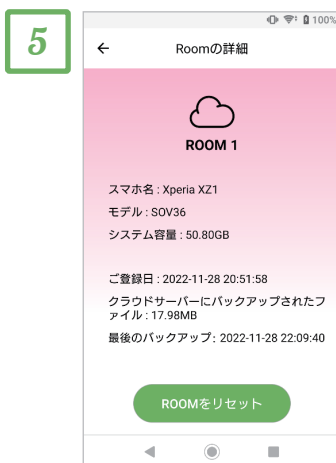 5
100%
Roomの詳細
ROOM 1
スマホ名 : Xperia XZ1
モデル : SOV36
システム容量 : 50.80GB
ご登録日 : 2022-11-28 20:51:58
クラウドサーバーにバックアップされたフ
ァイル : 17.98MB
最後のバックアップ: 2022-11-28 22:09:40
ROOMをリセット